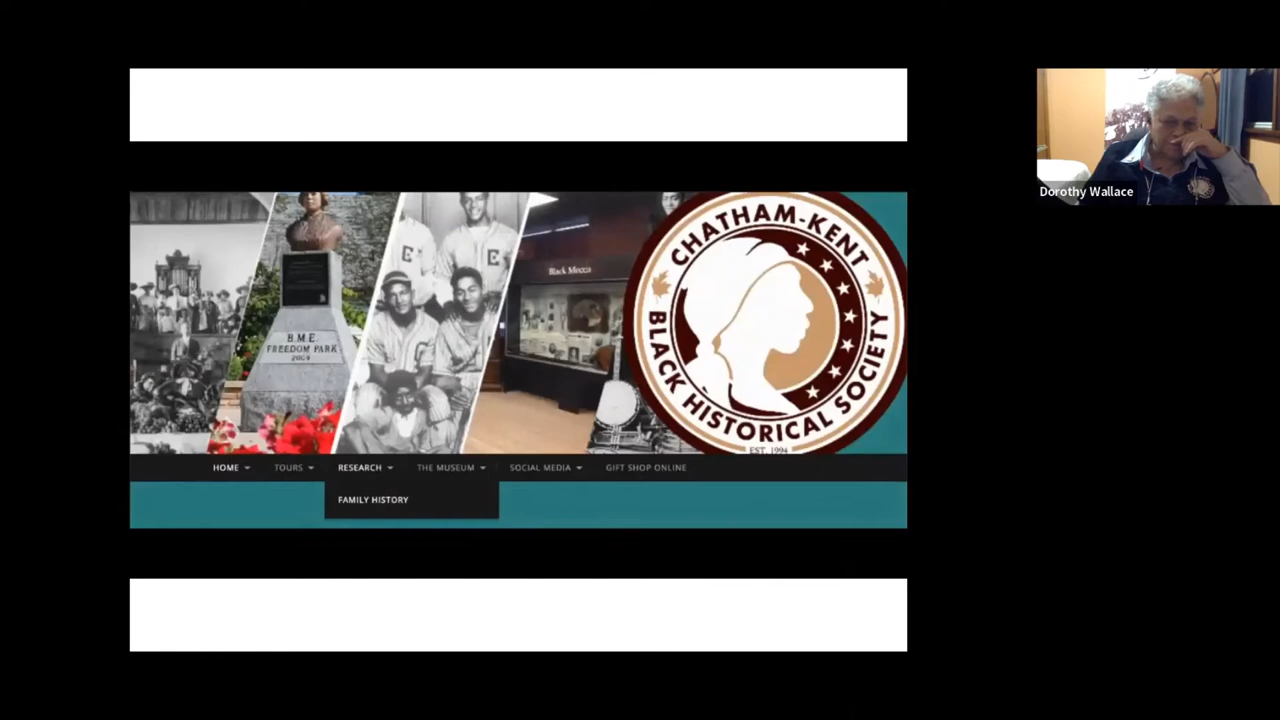 Dorothy Wallace
CHATHAM-KENT
BLACK HISTORICAL SOCIETY
EST. 1994
Black Mecca
E
E
B.M.E.
FREEDOM PARK
2009
HOME TOURS RESEARCH THE MUSEUM SOCIAL MEDIA GIFT SHOP ONLINE
FAMILY HISTORY